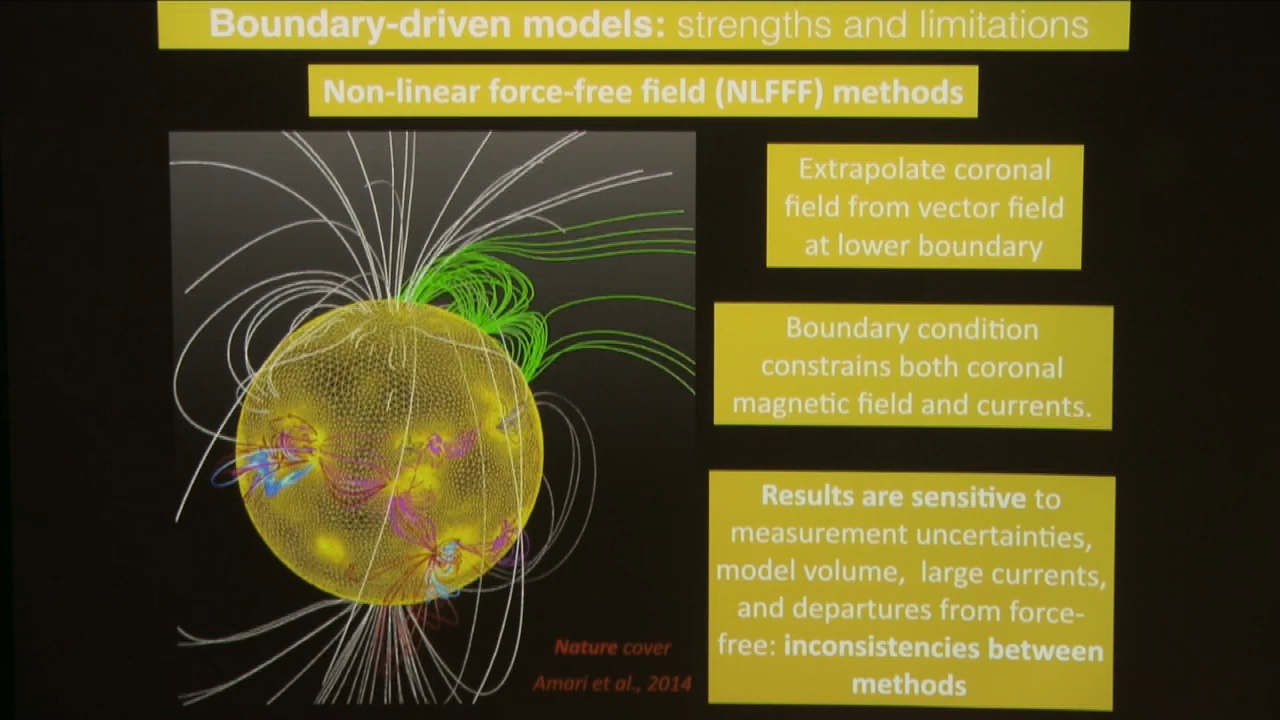 Boundary-driven models: strengths and limitations
Non-linear force-free field (NLFFF) methods
Extrapolate coronal
field from vector field
at lower boundary
Boundary condition
constrains both coronal
magnetic field and currents.
Results are sensitive to
measurement uncertainties,
model volume, large currents,
and departures from force-
free: inconsistencies between
methods
Nature cover
Amari et al., 2014